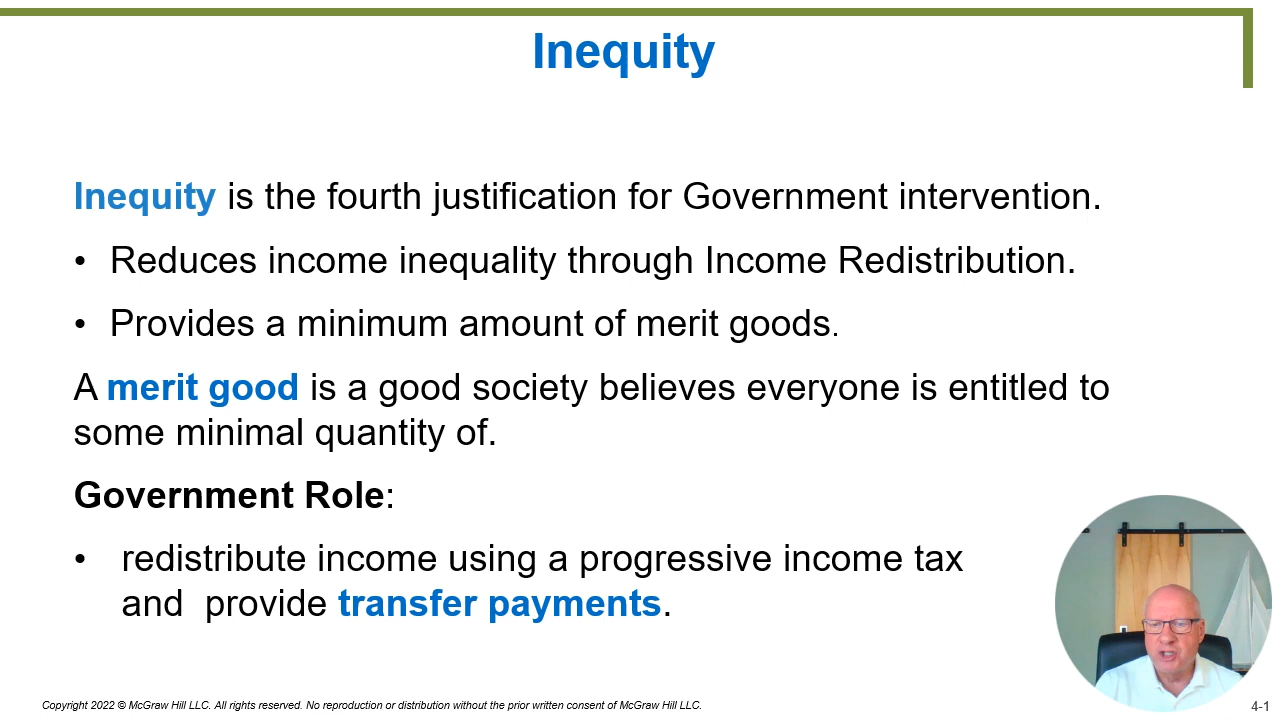 Inequity
Inequity is the fourth justification for Government intervention.
• Reduces income inequality through Income Redistribution.
• Provides a minimum amount of merit goods.
A merit good is a good society believes everyone is entitled to
some minimal quantity of.
Government Role:
• redistribute income using a progressive income tax
and provide transfer payments.
Copyright 2022 © McGraw Hill LLC. All rights reserved. No reproduction or distribution without the prior written consent of McGraw Hill LLC.
4-1